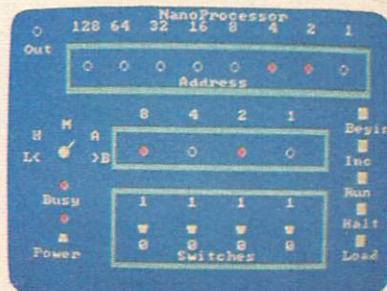 NanoProcessor
128 64 32 16 8 4 2 1
Out
Address
8 4 2 1
M
H A
L< >B
Begin
Inc
Run
Halt
Load
Busy
Power
1 1 1 1
0 0 0 0
Switches